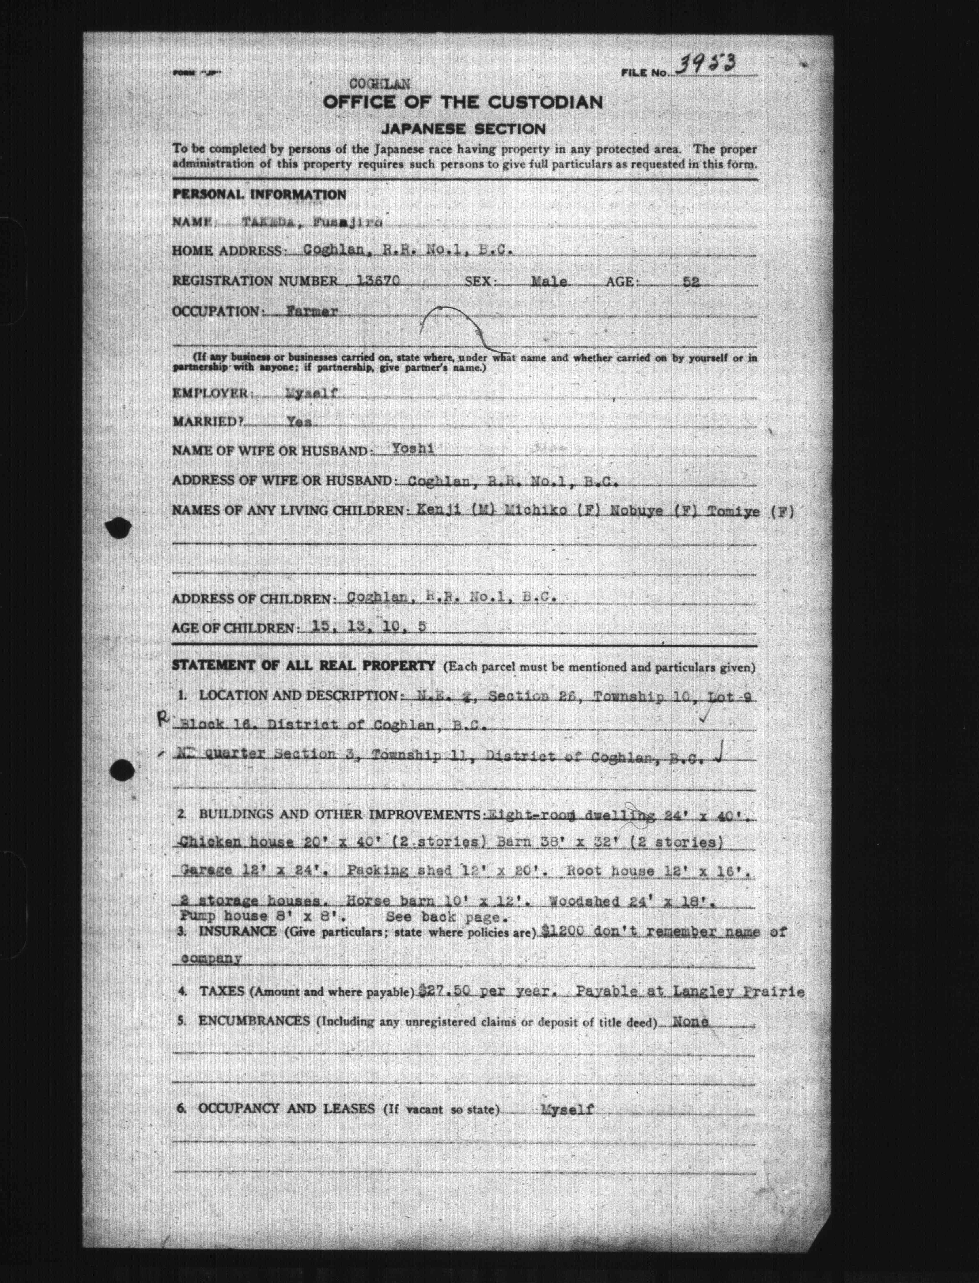 FORM "JP"
FILE No. 3953
COGHLAN
OFFICE OF THE CUSTODIAN
JAPANESE SECTION
To be completed by persons of the Japanese race having property in any protected area. The proper
administration of this property requires such persons to give full particulars as requested in this form.
PERSONAL INFORMATION
NAME: TAKEDA, Fusajiro
HOME ADDRESS: Coghlan, R.R. No.1, B.C.
REGISTRATION NUMBER 13670 SEX: Male AGE: 52
OCCUPATION: Farmer
(If any business or businesses carried on, state where, under what name and whether carried on by yourself or in
partnership with anyone; if partnership, give partner's name.)
EMPLOYER: Myself
MARRIED? Yes
NAME OF WIFE OR HUSBAND: Yoshi
ADDRESS OF WIFE OR HUSBAND: Coghlan, R.R. No.1, B.C.
NAMES OF ANY LIVING CHILDREN: Kenji (M) Michiko (F) Nobuye (F) Tomiye (F)
ADDRESS OF CHILDREN: Coghlan, R.R. No.1, B.C.
AGE OF CHILDREN: 15, 13, 10, 5
STATEMENT OF ALL REAL PROPERTY (Each parcel must be mentioned and particulars given)
1. LOCATION AND DESCRIPTION: N.E. ¼, Section 26, Township 10, Lot 9
R Block 16. District of Coghlan, B.C. ✓
NE quarter Section 3, Township 11, District of Coghlan, B.C. ✓
2. BUILDINGS AND OTHER IMPROVEMENTS: Eight-room dwelling 24' x 40'.
Chicken house 20' x 40' (2 stories) Barn 38' x 32' (2 stories)
Garage 12' x 24'. Packing shed 12' x 20'. Root house 12' x 16'.
2 storage houses. Horse barn 10' x 12'. Woodshed 24' x 18'.
Pump house 8' x 8'. See back page.
3. INSURANCE (Give particulars; state where policies are) $1200 don't remember name of
company
4. TAXES (Amount and where payable) $27.50 per year. Payable at Langley Prairie
5. ENCUMBRANCES (Including any unregistered claims or deposit of title deed) None
6. OCCUPANCY AND LEASES (If vacant so state) Myself